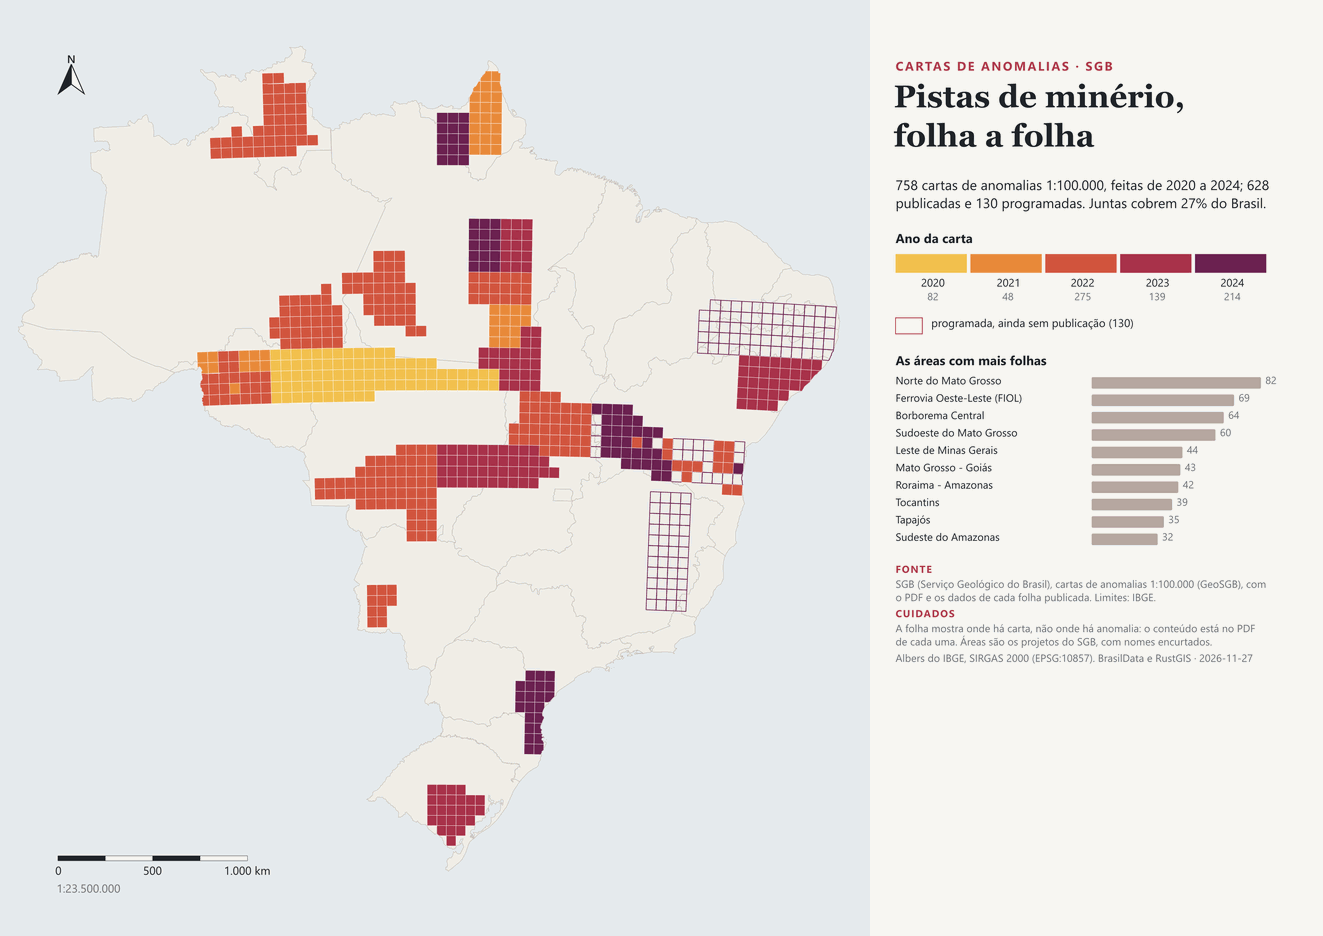 N
0
500
1.000 km
1:23.500.000
CARTAS DE ANOMALIAS · SGB
Pistas de minério,
folha a folha
758 cartas de anomalias 1:100.000, feitas de 2020 a 2024; 628
publicadas e 130 programadas. Juntas cobrem 27% do Brasil.
Ano da carta
2020 2021 2022 2023 2024
82 48 275 139 214
programada, ainda sem publicação (130)
As áreas com mais folhas
Norte do Mato Grosso 82
Ferrovia Oeste-Leste (FIOL) 69
Borborema Central 64
Sudoeste do Mato Grosso 60
Leste de Minas Gerais 44
Mato Grosso - Goiás 43
Roraima - Amazonas 42
Tocantins 39
Tapajós 35
Sudeste do Amazonas 32
FONTE
SGB (Serviço Geológico do Brasil), cartas de anomalias 1:100.000 (GeoSGB), com
o PDF e os dados de cada folha publicada. Limites: IBGE.
CUIDADOS
A folha mostra onde há carta, não onde há anomalia: o conteúdo está no PDF
de cada uma. Áreas são os projetos do SGB, com nomes encurtados.
Albers do IBGE, SIRGAS 2000 (EPSG:10857). BrasilData e RustGIS · 2026-11-27